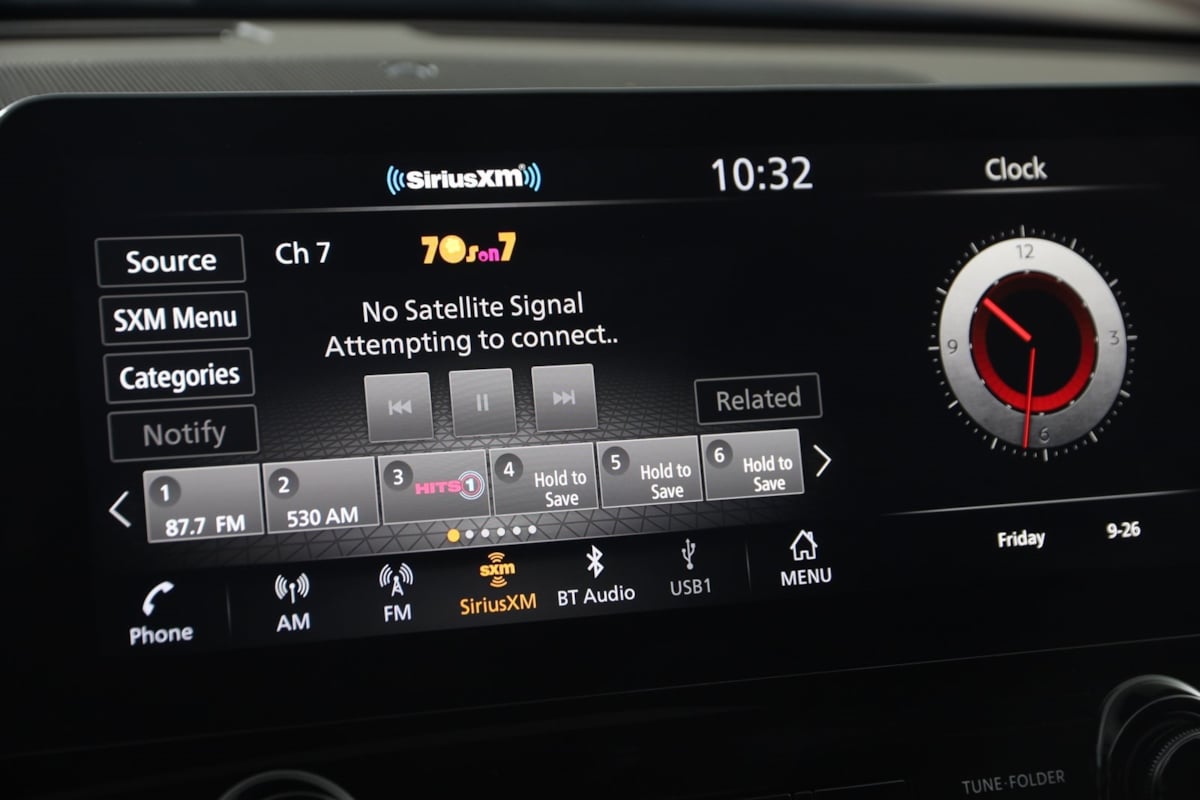 SiriusXM
10:32
Clock
Source
Ch 7
70s on 7
SXM Menu
No Satellite Signal
Attempting to connect..
Categories
Notify
Related
1
87.7 FM
2
530 AM
3
HITS 1
4
Hold to
Save
5
Hold to
Save
6
Hold to
Save
12
3
6
9
Friday
9-26
Phone
AM
FM
sxm
SiriusXM
BT Audio
USB1
MENU
TUNE·FOLDER